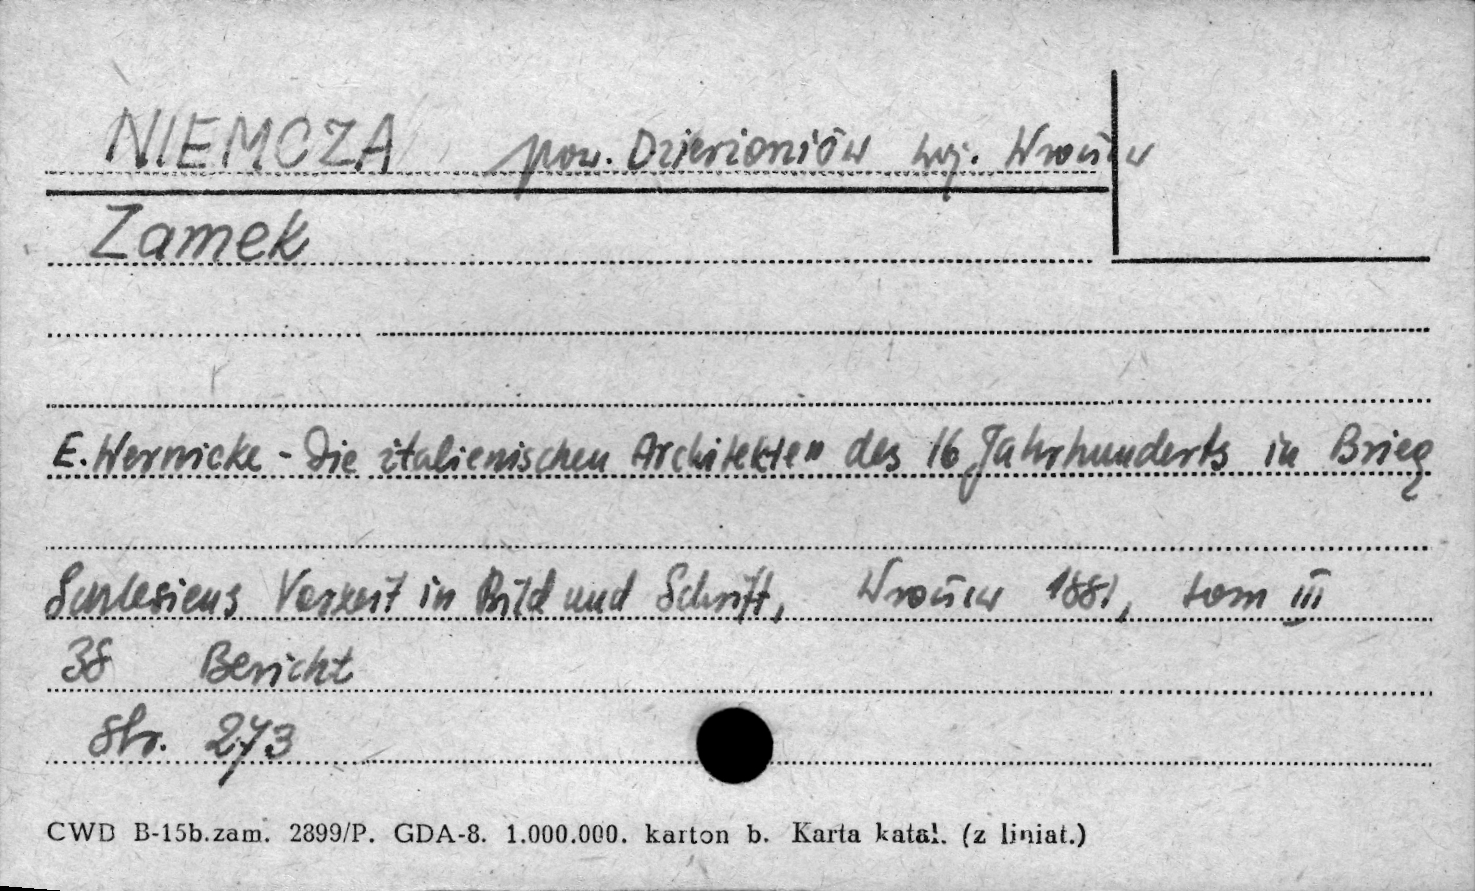 NIEMCZA pow. Dzierżoniów woj. Wrocław
Zamek
E. Wernicke - Die italienischen Architekten des 16 Jahrhunderts in Brieg
Schlesiens Vorzeit in Bild und Schrift, Wrocław 1881, tom III
38 Bericht
Str. 273
CWD B-15b.zam. 2899/P. GDA-8. 1.000.000. karton b. Karta katal. (z liniat.)